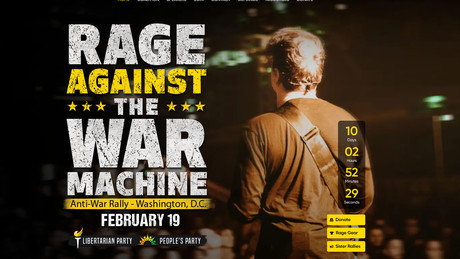 RAGE
AGAINST
THE
WAR
MACHINE
Anti-War Rally - Washington, D.C.
FEBRUARY 19
LIBERTARIAN PARTY
PEOPLE'S PARTY
10
Days
02
Hours
52
Minutes
29
Seconds
Donate
Rage Gear
Sister Rallies